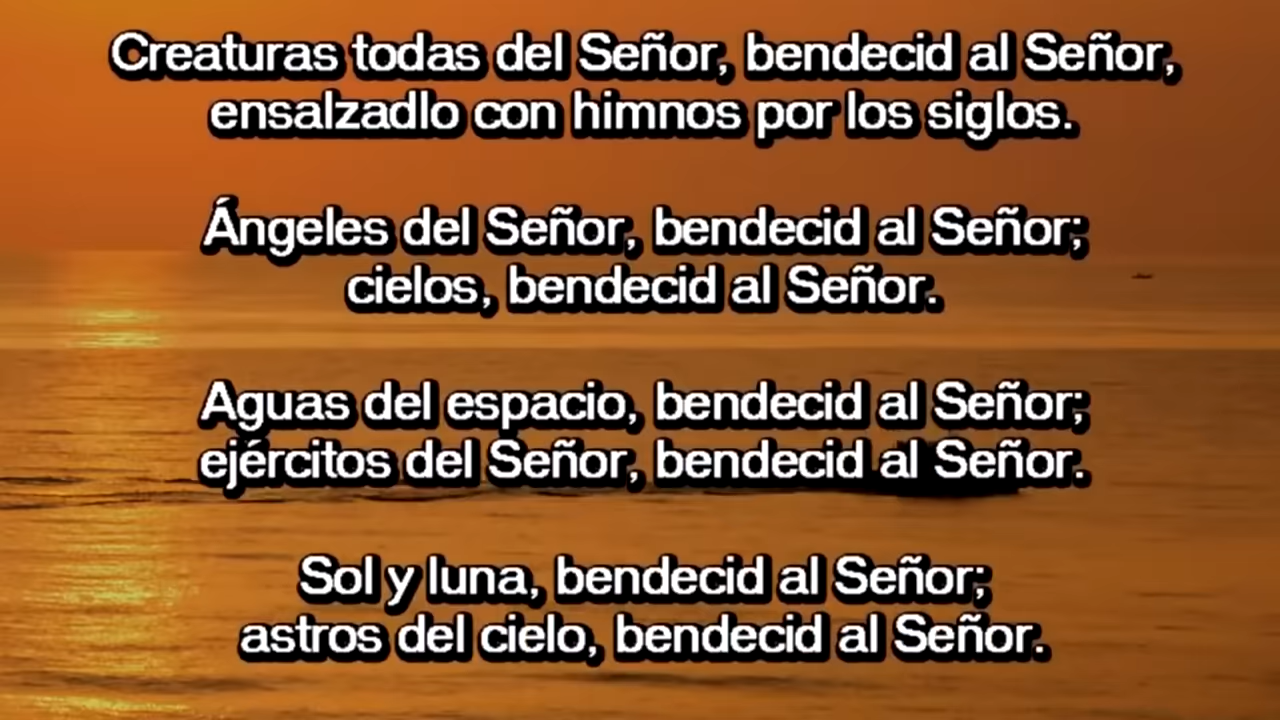 Creaturas todas del Señor, bendecid al Señor,
ensalzadlo con himnos por los siglos.
Ángeles del Señor, bendecid al Señor;
cielos, bendecid al Señor.
Aguas del espacio, bendecid al Señor;
ejércitos del Señor, bendecid al Señor.
Sol y luna, bendecid al Señor;
astros del cielo, bendecid al Señor.